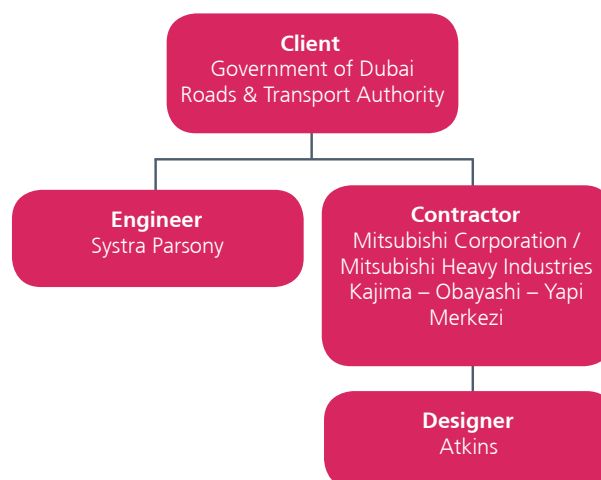 Client
Government of Dubai
Roads & Transport Authority
Engineer
Systra Parsony
Contractor
Mitsubishi Corporation /
Mitsubishi Heavy Industries
Kajima – Obayashi – Yapi
Merkezi
Designer
Atkins